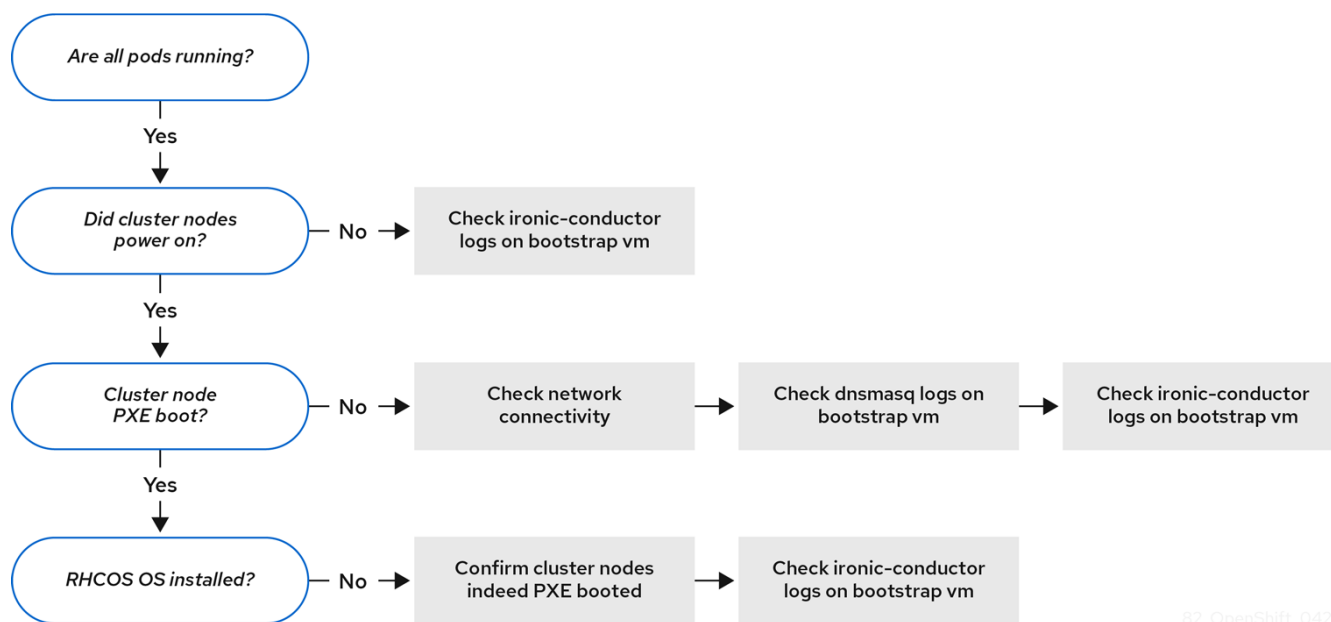 Are all pods running?
Yes
Did cluster nodes
power on?
No
Check ironic-conductor
logs on bootstrap vm
Yes
Cluster node
PXE boot?
No
Check network
connectivity
Check dnsmasq logs on
bootstrap vm
Check ironic-conductor
logs on bootstrap vm
Yes
RHCOS OS installed?
No
Confirm cluster nodes
indeed PXE booted
Check ironic-conductor
logs on bootstrap vm
82_OpenShift_042